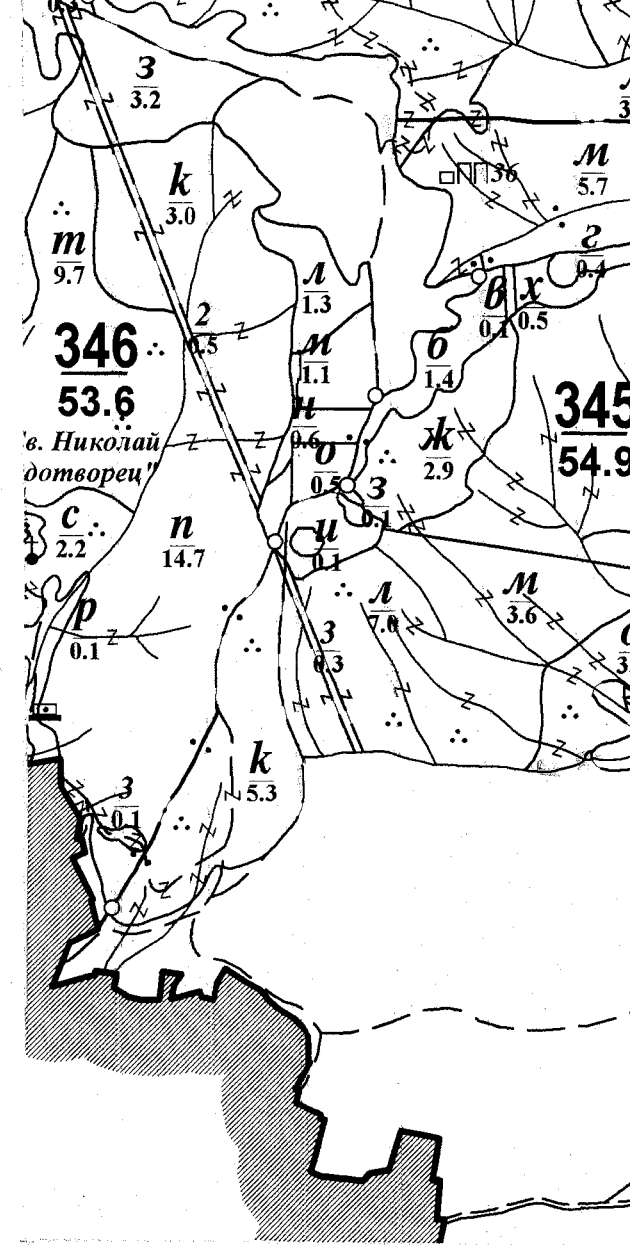 з
3.2
ПП36
м
5.7
k
3.0
т
9.7
г
0.4
л
1.3
в
0.1
х
0.5
2
0.5
346
53.6
м
1.1
б
1.4
345
54.9
н
0.6
"в. Николай
дотворец"
о
0.5
ж
2.9
з
0.1
с
2.2
п
14.7
и
0.1
р
0.1
л
7.0
м
3.6
3
0.3
k
5.3
з
0.1